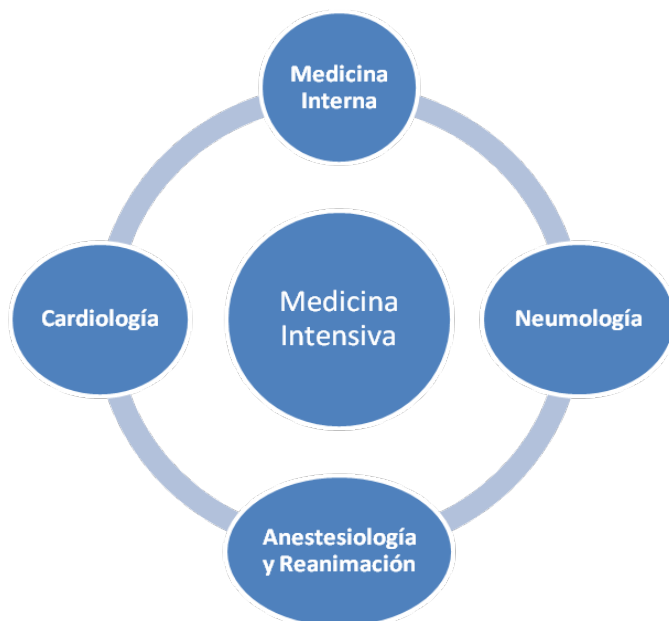 Medicina
Interna
Cardiología
Medicina
Intensiva
Neumología
Anestesiología
y Reanimación